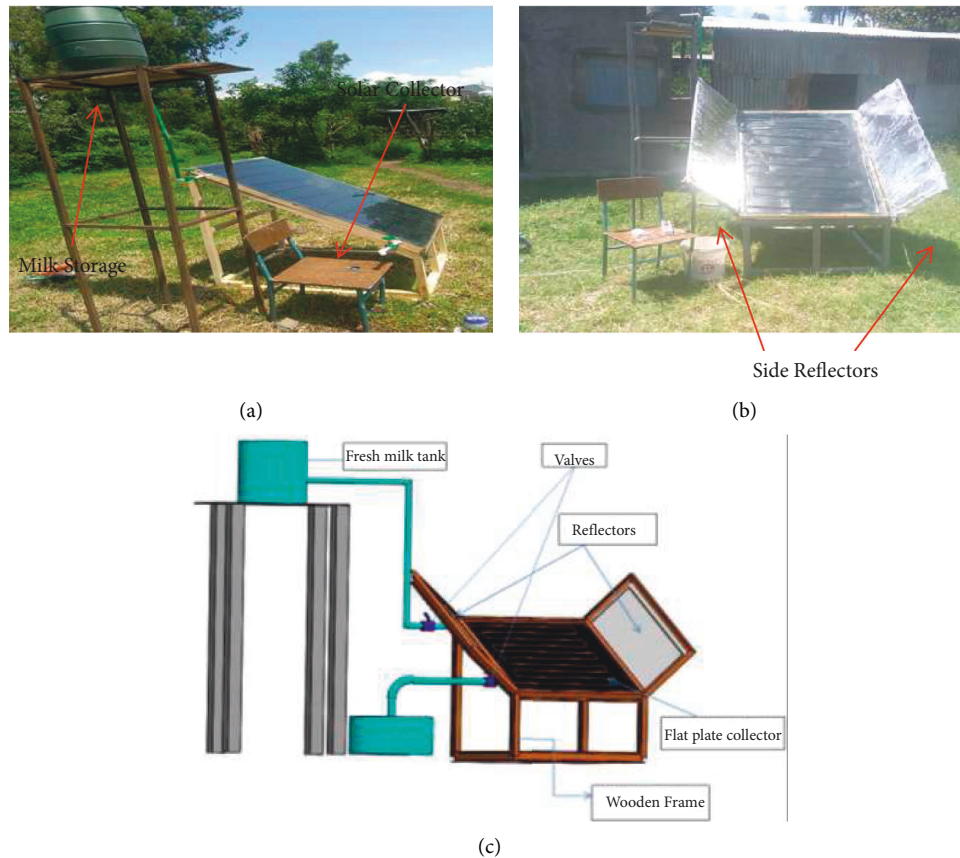 Solar Collector
Milk Storage
Side Reflectors
(a)
(b)
Fresh milk tank
Valves
Reflectors
Flat plate collector
Wooden Frame
(c)